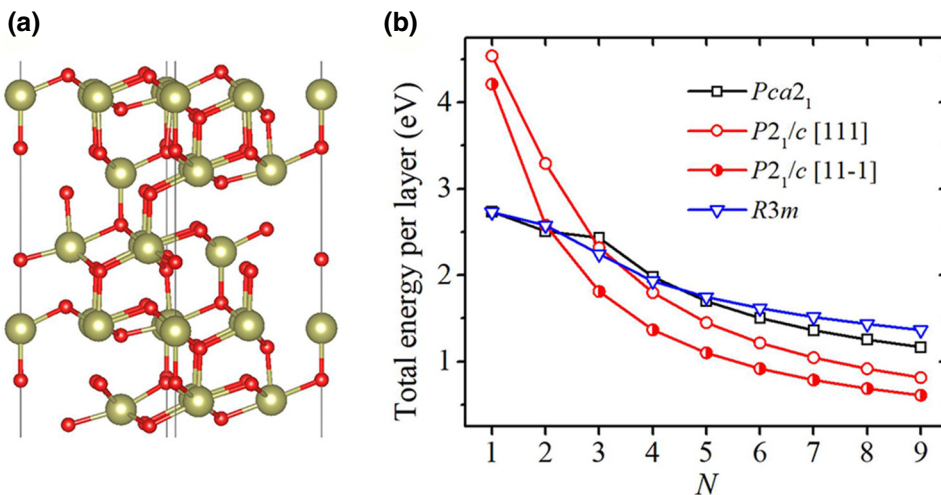 (a)
(b)
Total energy per layer (eV)
4
3
2
1
Pca2₁
P2₁/c [111]
P2₁/c [11-1]
R3m
1 2 3 4 5 6 7 8 9
N